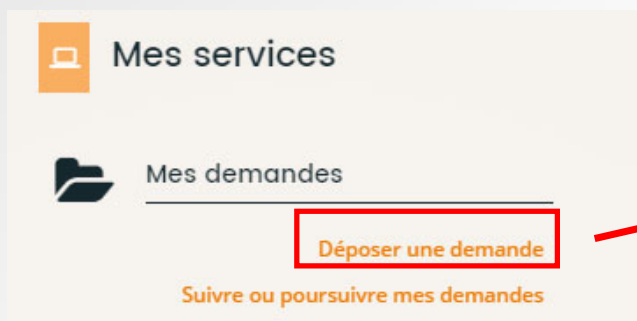 Mes services
Mes demandes
Déposer une demande
Suivre ou poursuivre mes demandes